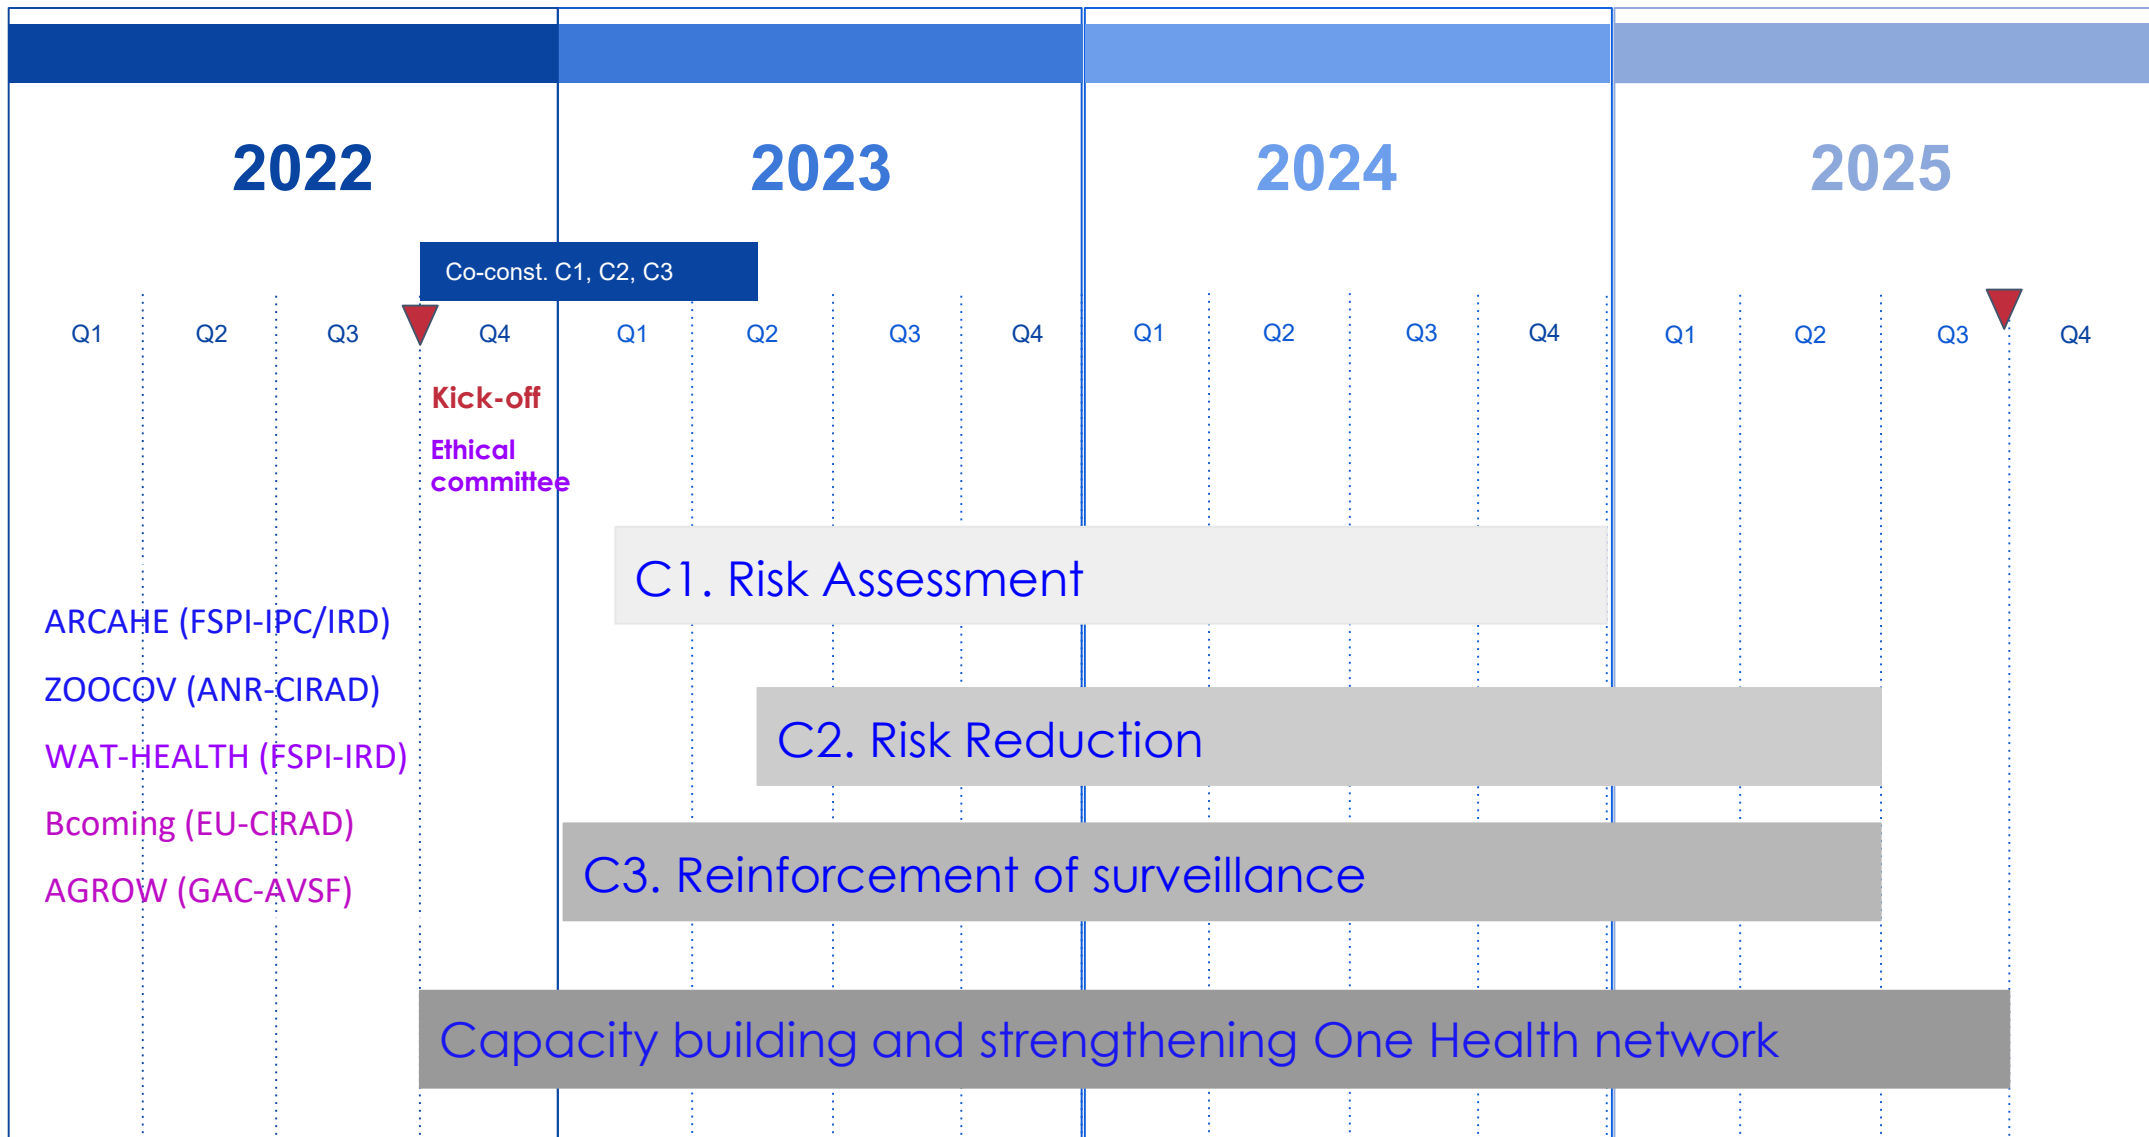 2022
2023
2024
2025
Co-const. C1, C2, C3
Q1
Q2
Q3
Q4
Q1
Q2
Q3
Q4
Q1
Q2
Q3
Q4
Q1
Q2
Q3
Q4
Kick-off
Ethical
committee
C1. Risk Assessment
ARCAHE (FSPI-IPC/IRD)
ZOOCOV (ANR-CIRAD)
WAT-HEALTH (FSPI-IRD)
Bcoming (EU-CIRAD)
AGROW (GAC-AVSF)
C2. Risk Reduction
C3. Reinforcement of surveillance
Capacity building and strengthening One Health network